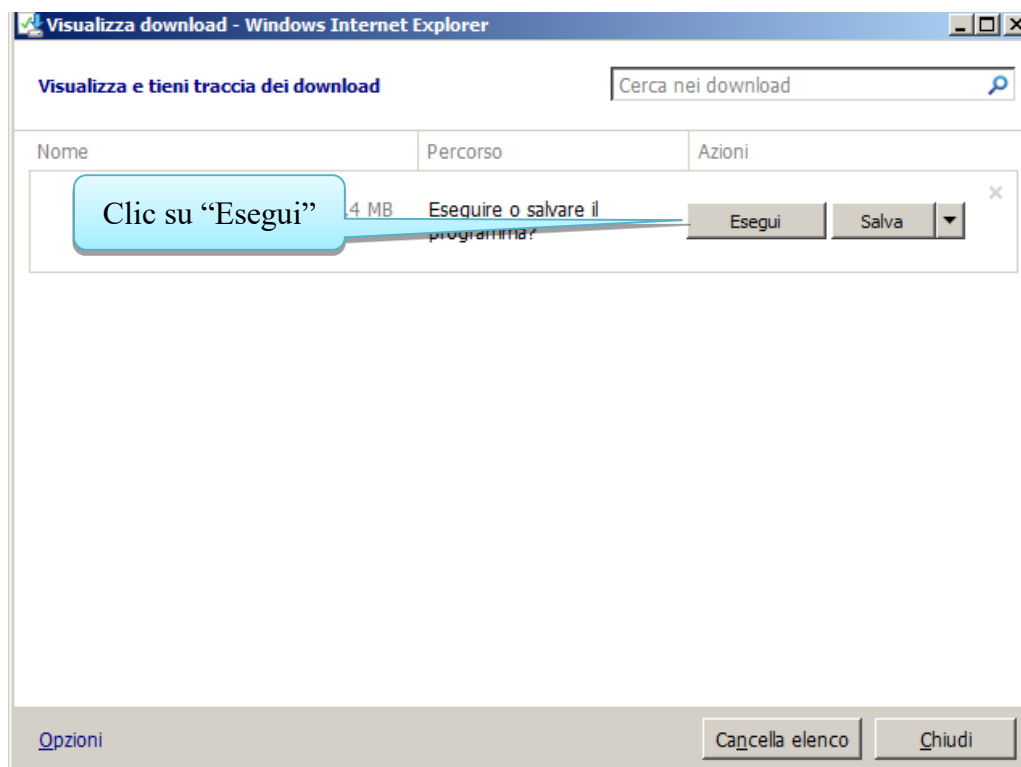 Visualizza download - Windows Internet Explorer
Visualizza e tieni traccia dei download
Cerca nei download
Nome Percorso Azioni
Clic su “Esegui”
4 MB
Eseguire o salvare il
programma?
Esegui Salva
Opzioni
Cancella elenco Chiudi